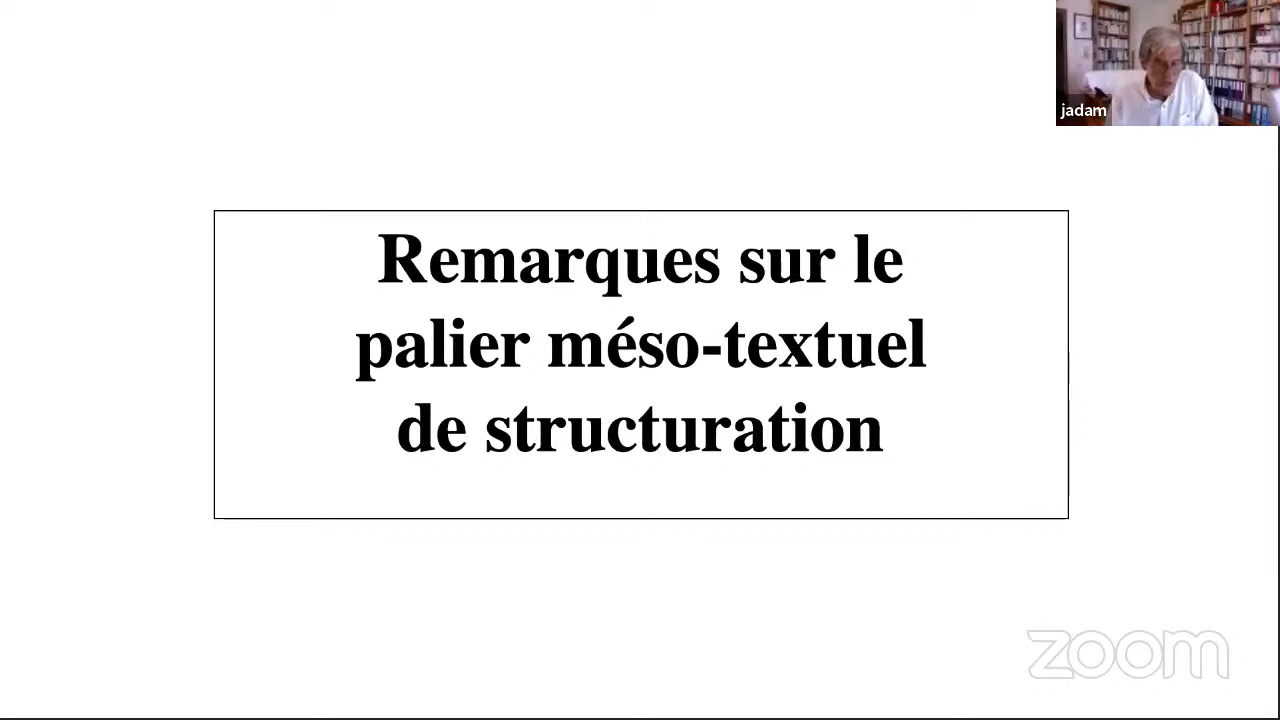 jadam
Remarques sur le
palier méso-textuel
de structuration
zoom